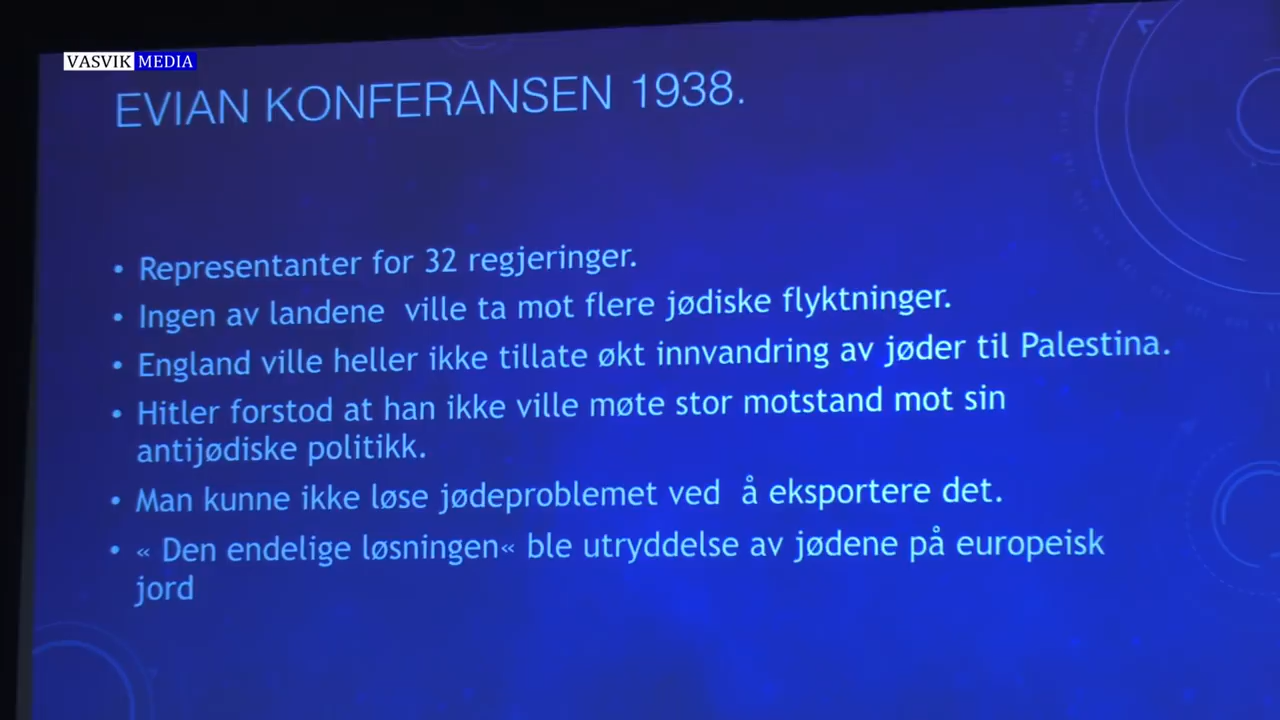 VASVIK MEDIA
EVIAN KONFERANSEN 1938.
• Representanter for 32 regjeringer.
• Ingen av landene ville ta mot flere jødiske flyktninger.
• England ville heller ikke tillate økt innvandring av jøder til Palestina.
• Hitler forstod at han ikke ville møte stor motstand mot sin
antijødiske politikk.
• Man kunne ikke løse jødeproblemet ved å eksportere det.
• « Den endelige løsningen« ble utryddelse av jødene på europeisk
jord